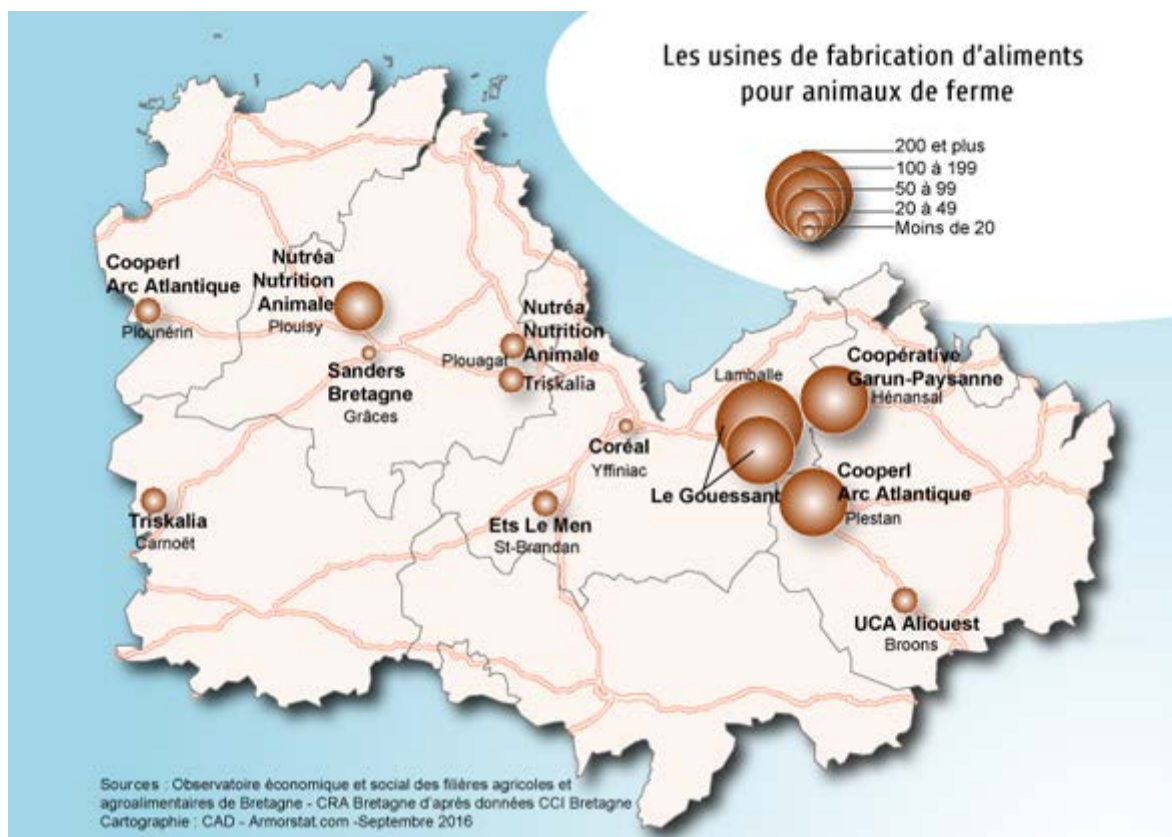 Les usines de fabrication d'aliments
pour animaux de ferme
200 et plus
100 à 199
50 à 99
20 à 49
Moins de 20
Cooperl
Arc Atlantique
Plounérin
Nutréa
Nutrition
Animale
Plouisy
Sanders
Bretagne
Grâces
Nutréa
Nutrition
Animale
Plouagat
Triskalia
Lamballe
Coopérative
Garun-Paysanne
Hénansal
Coréal
Yffiniac
Le Gouessant
Cooperl
Arc Atlantique
Plestan
Triskalia
Carnoët
Ets Le Men
St-Brandan
UCA Aliouest
Broons
Sources : Observatoire économique et social des filières agricoles et
agroalimentaires de Bretagne - CRA Bretagne d'après données CCI Bretagne
Cartographie : CAD - Armorstat.com -Septembre 2016